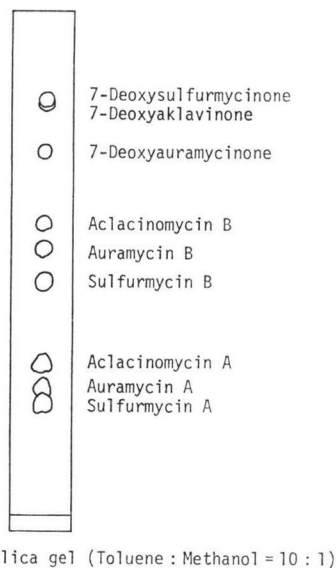 7-Deoxysulfurmycinone
7-Deoxyaklavinone
7-Deoxyauramycinone
Aclacinomycin B
Auramycin B
Sulfurmycin B
Aclacinomycin A
Auramycin A
Sulfurmycin A
lica gel (Toluene : Methanol = 10 : 1)